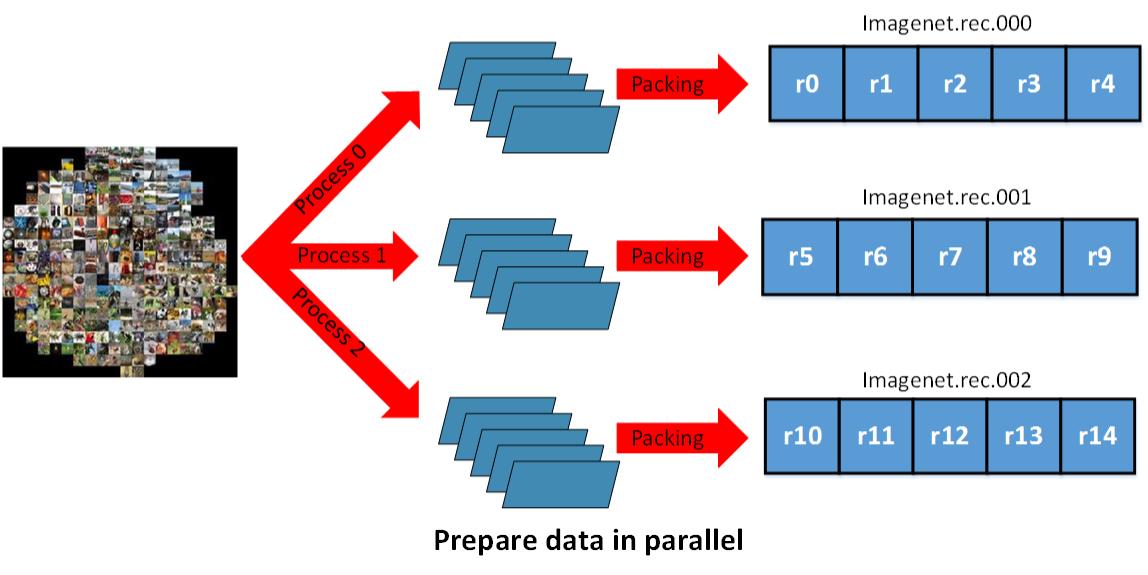 Imagenet.rec.000
Process 0
Packing
r0 r1 r2 r3 r4
Imagenet.rec.001
Process 1
Packing
r5 r6 r7 r8 r9
Process 2
Imagenet.rec.002
Packing
r10 r11 r12 r13 r14
Prepare data in parallel